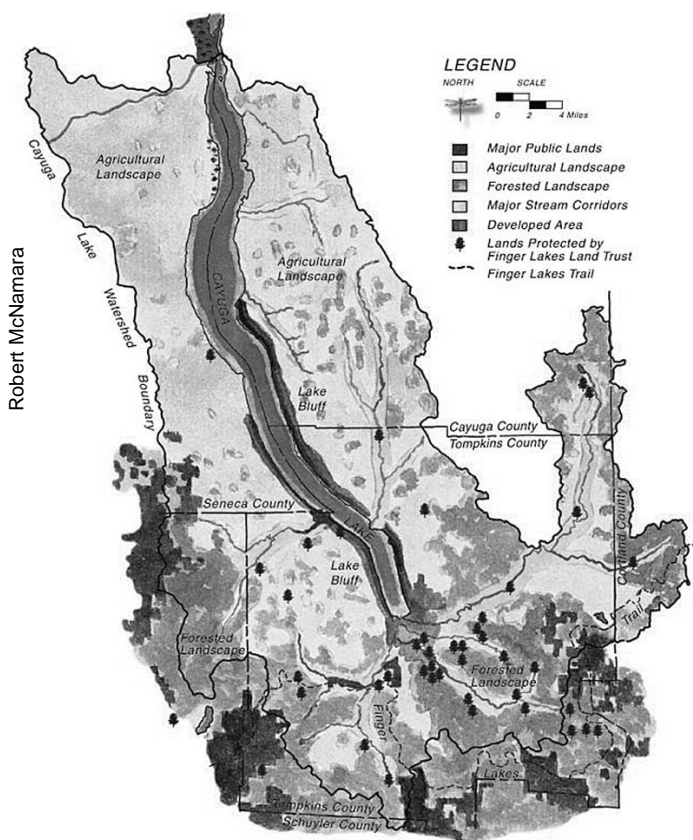 LEGEND
NORTH
SCALE
0 2 4 Miles
Major Public Lands
Agricultural Landscape
Forested Landscape
Major Stream Corridors
Developed Area
Lands Protected by
Finger Lakes Land Trust
Finger Lakes Trail
Cayuga
Lake
Watershed
Boundary
Agricultural
Landscape
Agricultural
Landscape
CAYUGA
LAKE
Robert McNamara
Lake
Bluff
Cayuga County
Tompkins County
Seneca County
Cortland County
Lake
Bluff
Trail
Forested
Landscape
Forested
Landscape
Finger
Lakes
Tompkins County
Schuyler County